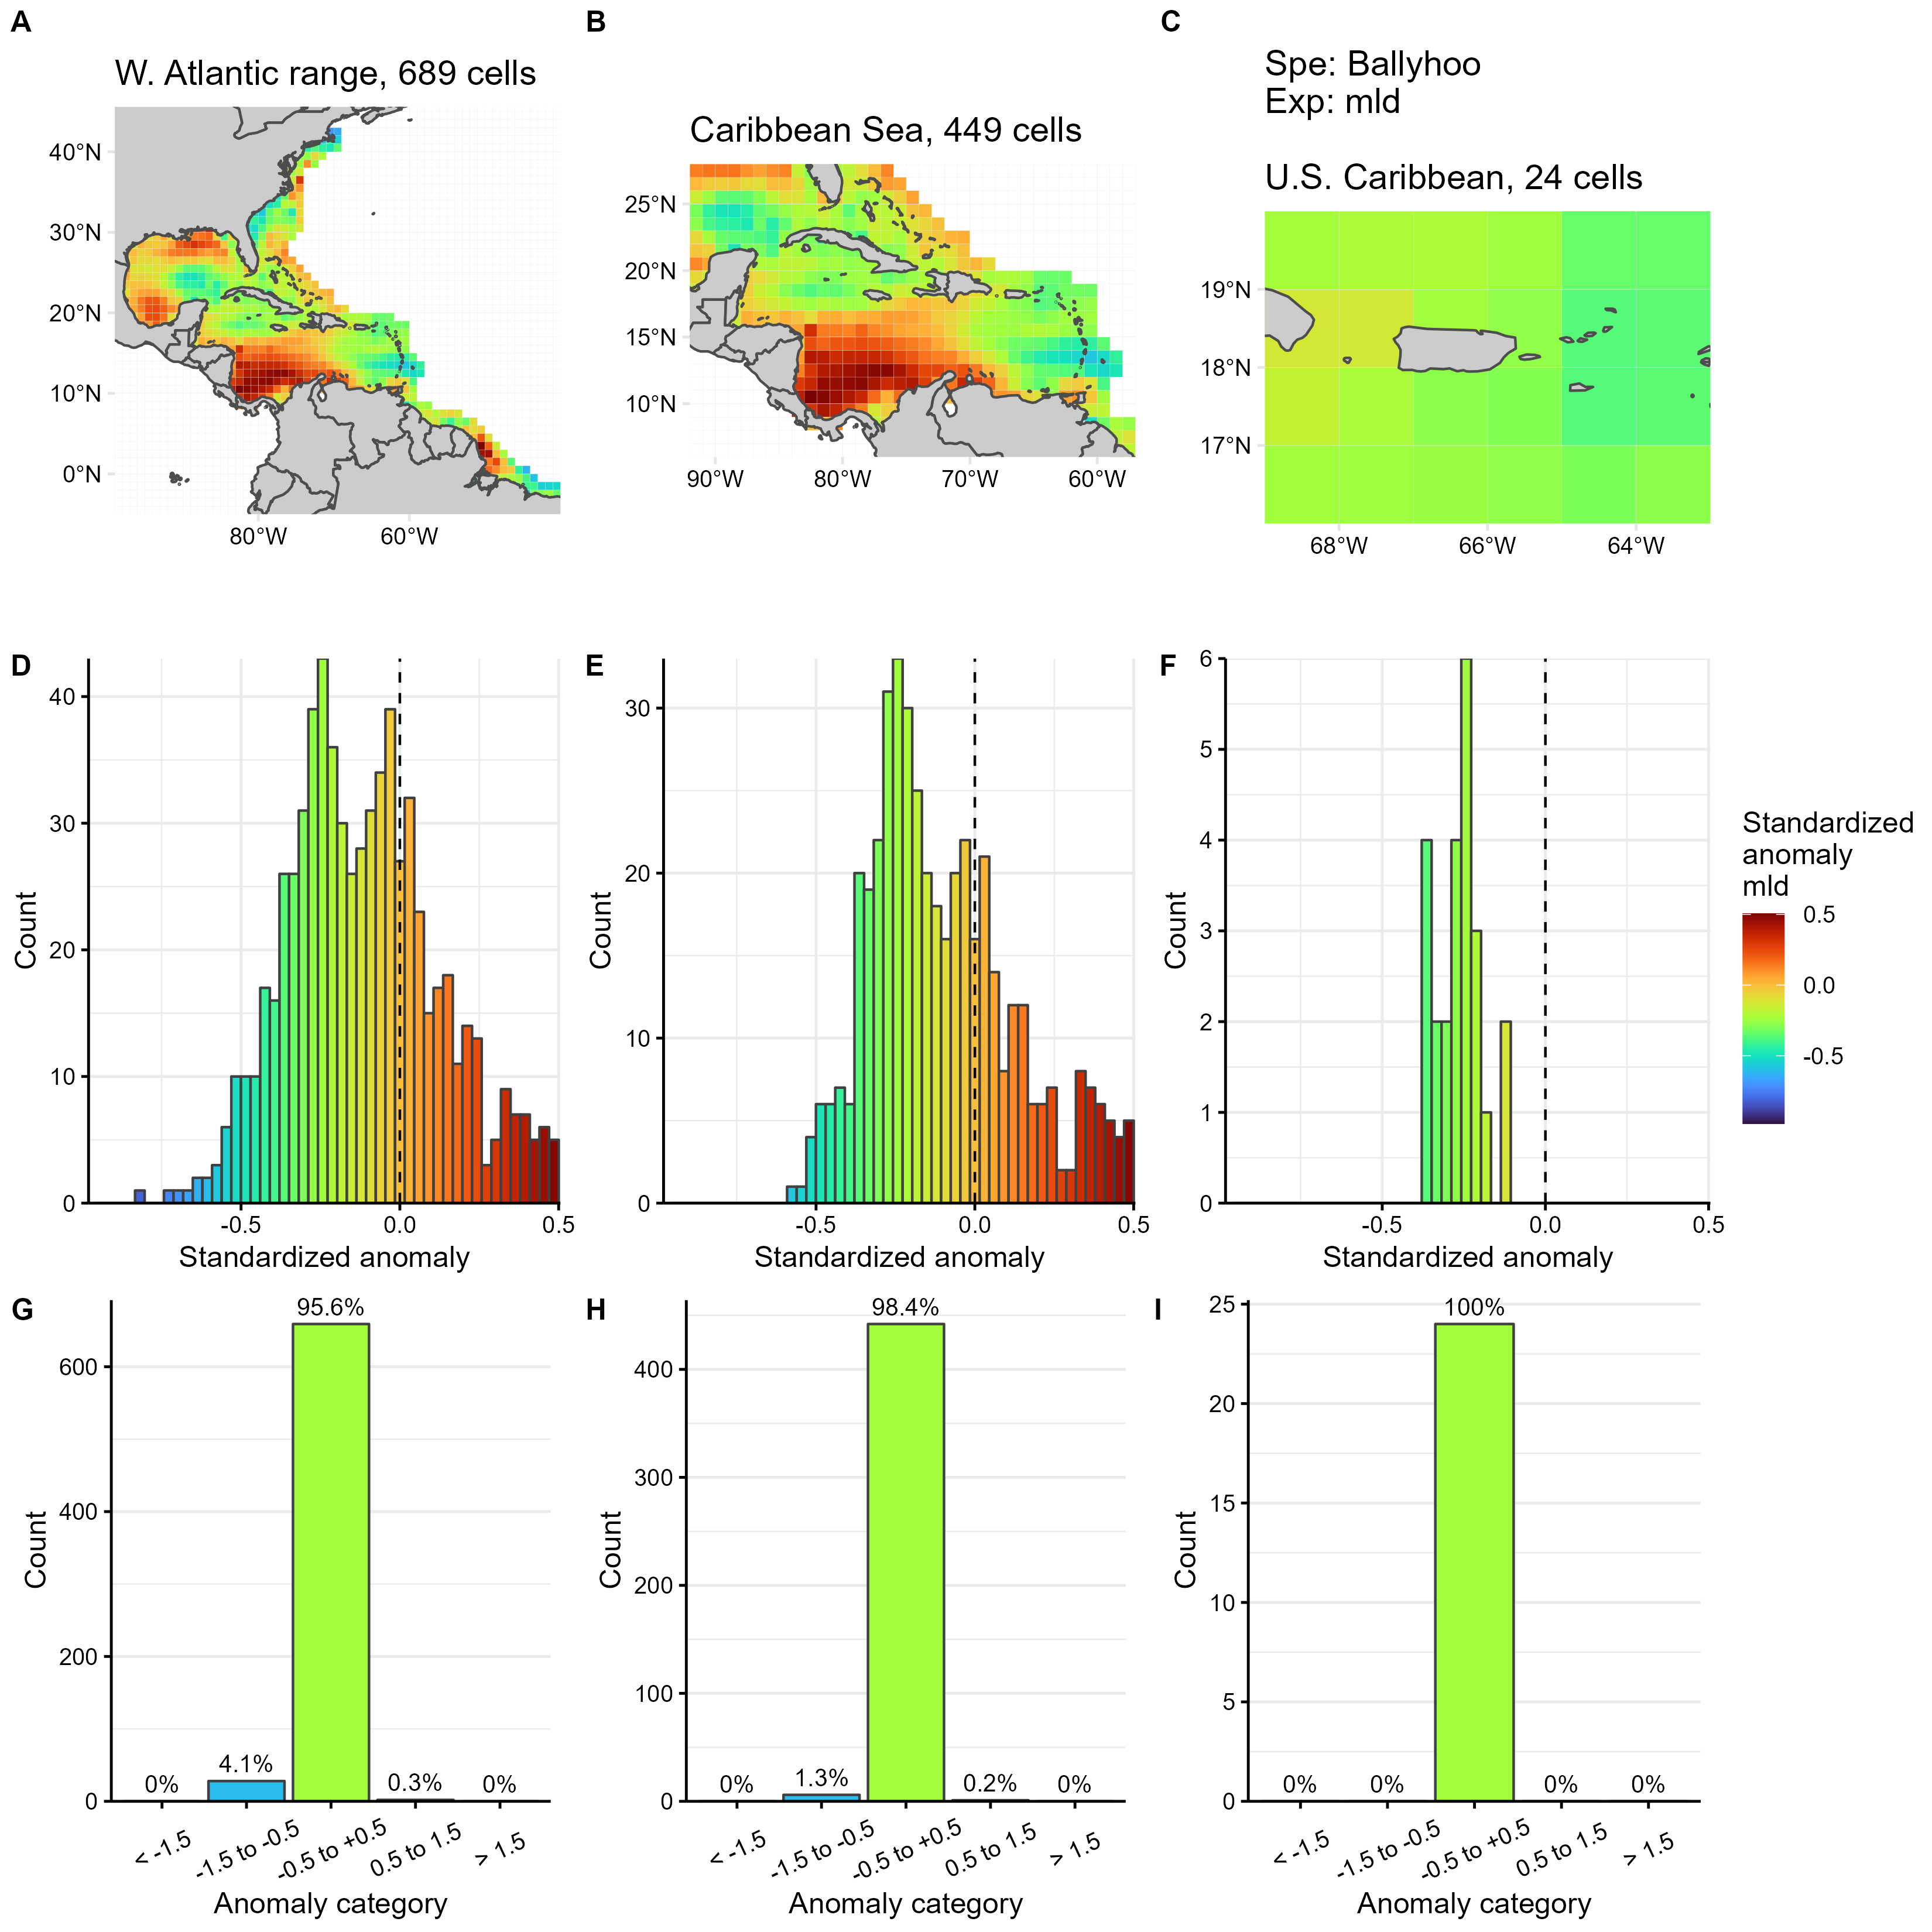 A
W. Atlantic range, 689 cells
40°N
30°N
20°N
10°N
0°N
80°W
60°W
B
Caribbean Sea, 449 cells
25°N
20°N
15°N
10°N
90°W
80°W
70°W
60°W
C
Spe: Ballyhoo
Exp: mld
U.S. Caribbean, 24 cells
19°N
18°N
17°N
68°W
66°W
64°W
D
40
30
20
10
0
Count
-0.5
0.0
0.5
Standardized anomaly
E
30
20
10
0
Count
-0.5
0.0
0.5
Standardized anomaly
F
6
5
4
3
2
1
0
Count
-0.5
0.0
0.5
Standardized anomaly
Standardized
anomaly
mld
0.5
0.0
-0.5
G
600
400
200
0
Count
0%
4.1%
95.6%
0.3%
0%
< -1.5
-1.5 to -0.5
-0.5 to +0.5
0.5 to 1.5
> 1.5
Anomaly category
H
400
300
200
100
0
Count
0%
1.3%
98.4%
0.2%
0%
< -1.5
-1.5 to -0.5
-0.5 to +0.5
0.5 to 1.5
> 1.5
Anomaly category
I
25
20
15
10
5
0
Count
0%
0%
100%
0%
0%
< -1.5
-1.5 to -0.5
-0.5 to +0.5
0.5 to 1.5
> 1.5
Anomaly category